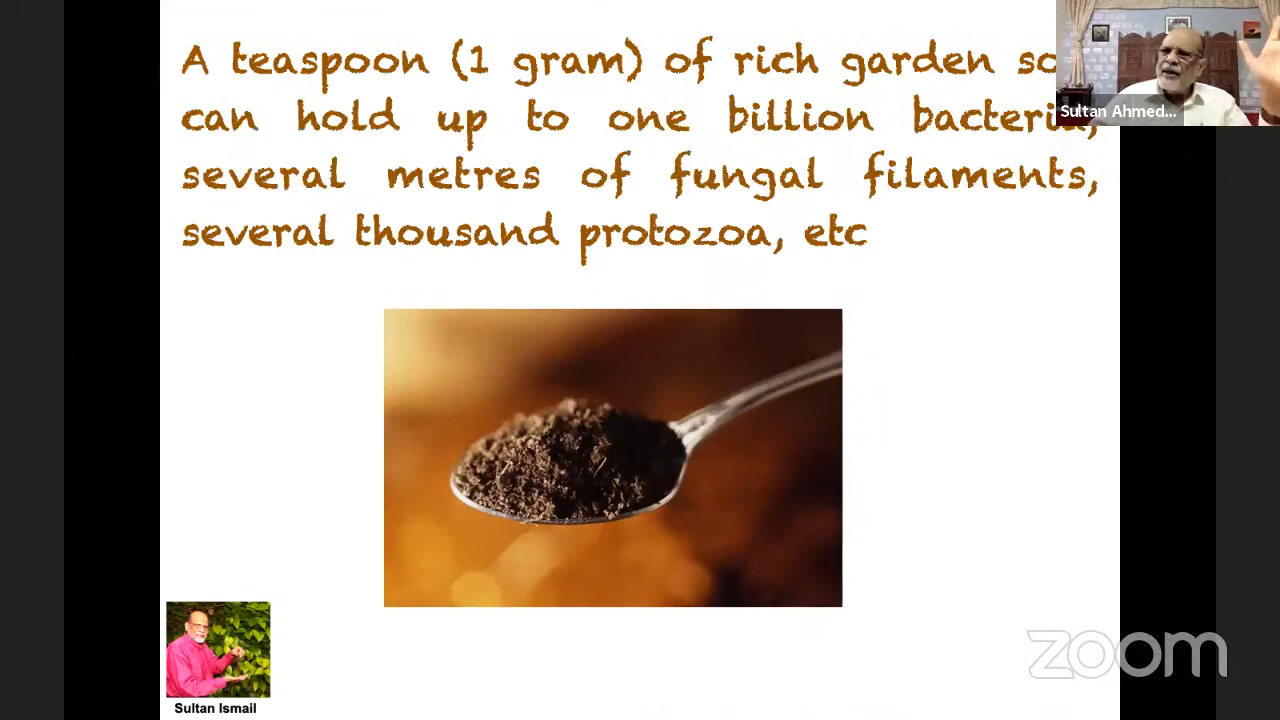 A teaspoon (1 gram) of rich garden
can hold up to one billion bacteria,
several metres of fungal filaments,
several thousand protozoa, etc
Sultan Ahmed...
Sultan Ismail
zoom